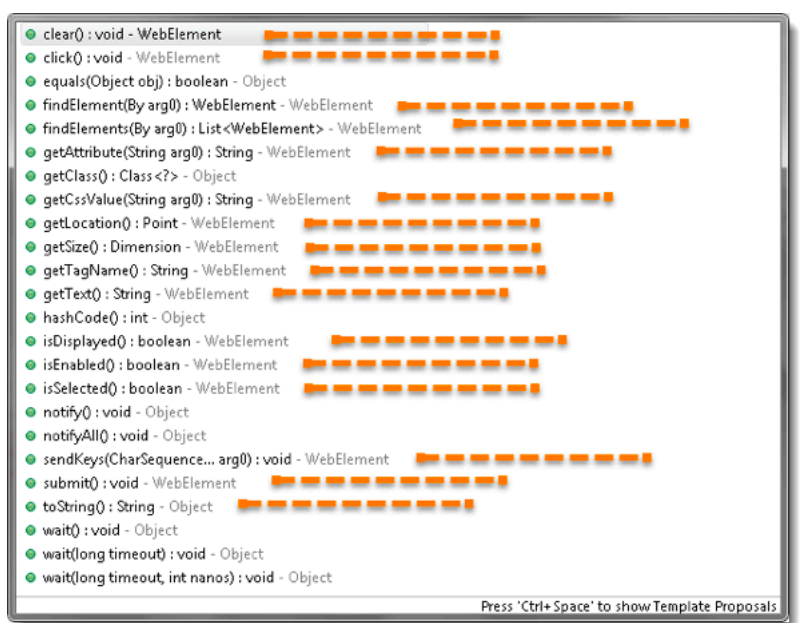 clear() : void - WebElement
click() : void - WebElement
equals(Object obj) : boolean - Object
findElement(By arg0) : WebElement - WebElement
findElements(By arg0) : List<WebElement> - WebElement
getAttribute(String arg0) : String - WebElement
getClass() : Class<?> - Object
getCssValue(String arg0) : String - WebElement
getLocation() : Point - WebElement
getSize() : Dimension - WebElement
getTagName() : String - WebElement
getText() : String - WebElement
hashCode() : int - Object
isDisplayed() : boolean - WebElement
isEnabled() : boolean - WebElement
isSelected() : boolean - WebElement
notify() : void - Object
notifyAll() : void - Object
sendKeys(CharSequence... arg0) : void - WebElement
submit() : void - WebElement
toString() : String - Object
wait() : void - Object
wait(long timeout) : void - Object
wait(long timeout, int nanos) : void - Object
Press 'Ctrl+Space' to show Template Proposals